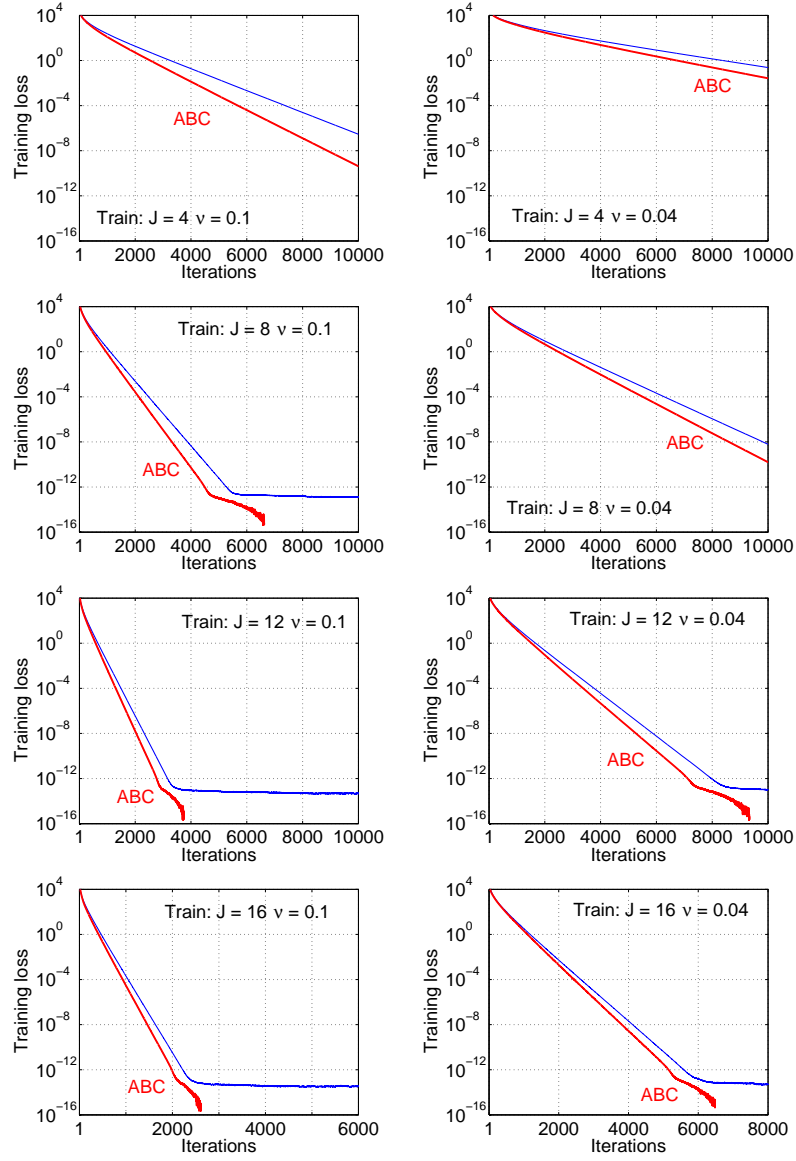 Training loss
10^4
10^0
10^−4
10^−8
10^−12
10^−16
ABC
Train: J = 4 ν = 0.1
1 2000 4000 6000 8000 10000
Iterations
Training loss
10^4
10^0
10^−4
10^−8
10^−12
10^−16
ABC
Train: J = 4 ν = 0.04
1 2000 4000 6000 8000 10000
Iterations
Training loss
10^4
10^0
10^−4
10^−8
10^−12
10^−16
Train: J = 8 ν = 0.1
ABC
1 2000 4000 6000 8000 10000
Iterations
Training loss
10^4
10^0
10^−4
10^−8
10^−12
10^−16
ABC
Train: J = 8 ν = 0.04
1 2000 4000 6000 8000 10000
Iterations
Training loss
10^4
10^0
10^−4
10^−8
10^−12
10^−16
Train: J = 12 ν = 0.1
ABC
1 2000 4000 6000 8000 10000
Iterations
Training loss
10^4
10^0
10^−4
10^−8
10^−12
10^−16
Train: J = 12 ν = 0.04
ABC
1 2000 4000 6000 8000 10000
Iterations
Training loss
10^4
10^0
10^−4
10^−8
10^−12
10^−16
Train: J = 16 ν = 0.1
ABC
1 1000 2000 3000 4000 5000 6000
Iterations
Training loss
10^4
10^0
10^−4
10^−8
10^−12
10^−16
Train: J = 16 ν = 0.04
ABC
1 2000 4000 6000 8000
Iterations